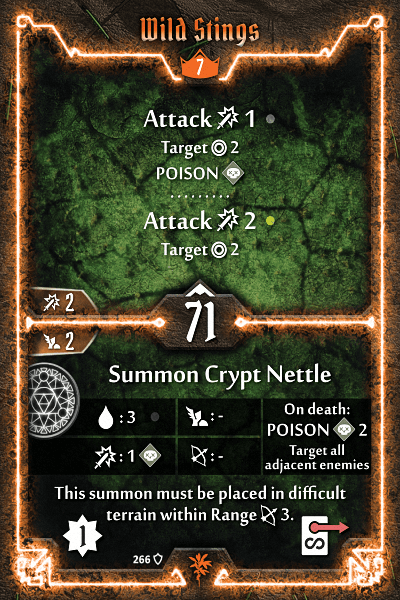 Wild Stings
7
Attack 1
Target 2
POISON
Attack 2
Target 2
2
71
2
Summon Crypt Nettle
: 3
: -
On death:
POISON 2
Target all
adjacent enemies
: 1
: -
This summon must be placed in difficult
terrain within Range 3.
1
S
266